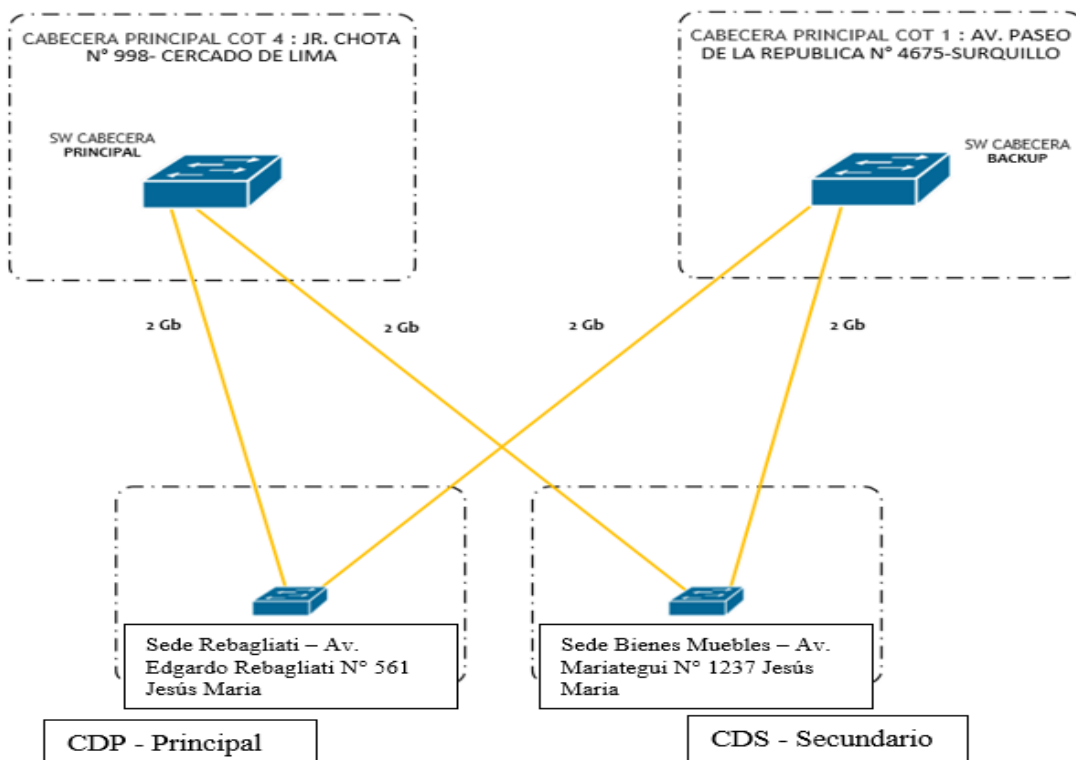 CABECERA PRINCIPAL COT 4 : JR. CHOTA
N° 998- CERCADO DE LIMA
CABECERA PRINCIPAL COT 1 : AV. PASEO
DE LA REPUBLICA N° 4675-SURQUILLO
SW CABECERA
PRINCIPAL
SW CABECERA
BACKUP
2 Gb
2 Gb
2 Gb
2 Gb
Sede Rebagliati – Av.
Edgardo Rebagliati N° 561
Jesús Maria
Sede Bienes Muebles – Av.
Mariategui N° 1237 Jesús
Maria
CDP - Principal
CDS - Secundario